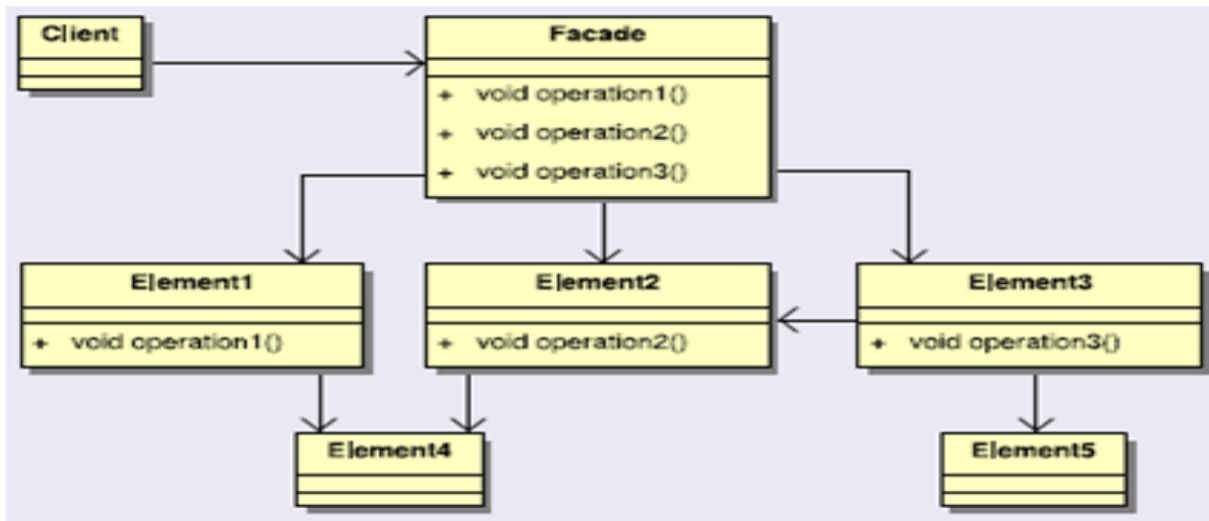 Client
Facade
+ void operation1()
+ void operation2()
+ void operation3()
Element1
+ void operation1()
Element2
+ void operation2()
Element3
+ void operation3()
Element4
Element5